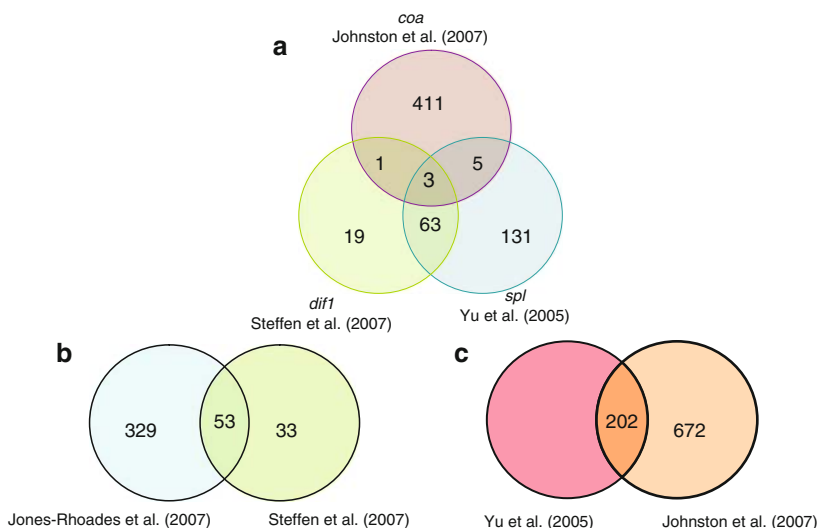 a
coa
Johnston et al. (2007)
411
1
5
3
19
63
131
dif1
Steffen et al. (2007)
spl
Yu et al. (2005)
b
329
53
33
Jones-Rhoades et al. (2007)
Steffen et al. (2007)
c
202
672
Yu et al. (2005)
Johnston et al. (2007)